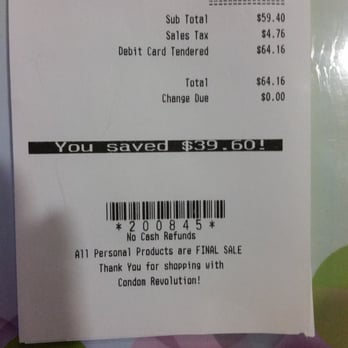 Sub Total $59.40
Sales Tax $4.76
Debit Card Tendered $64.16
Total $64.16
Change Due $0.00
You saved $39.60!
*200845*
No Cash Refunds
All Personal Products are FINAL SALE
Thank You for shopping with
Condom Revolution!